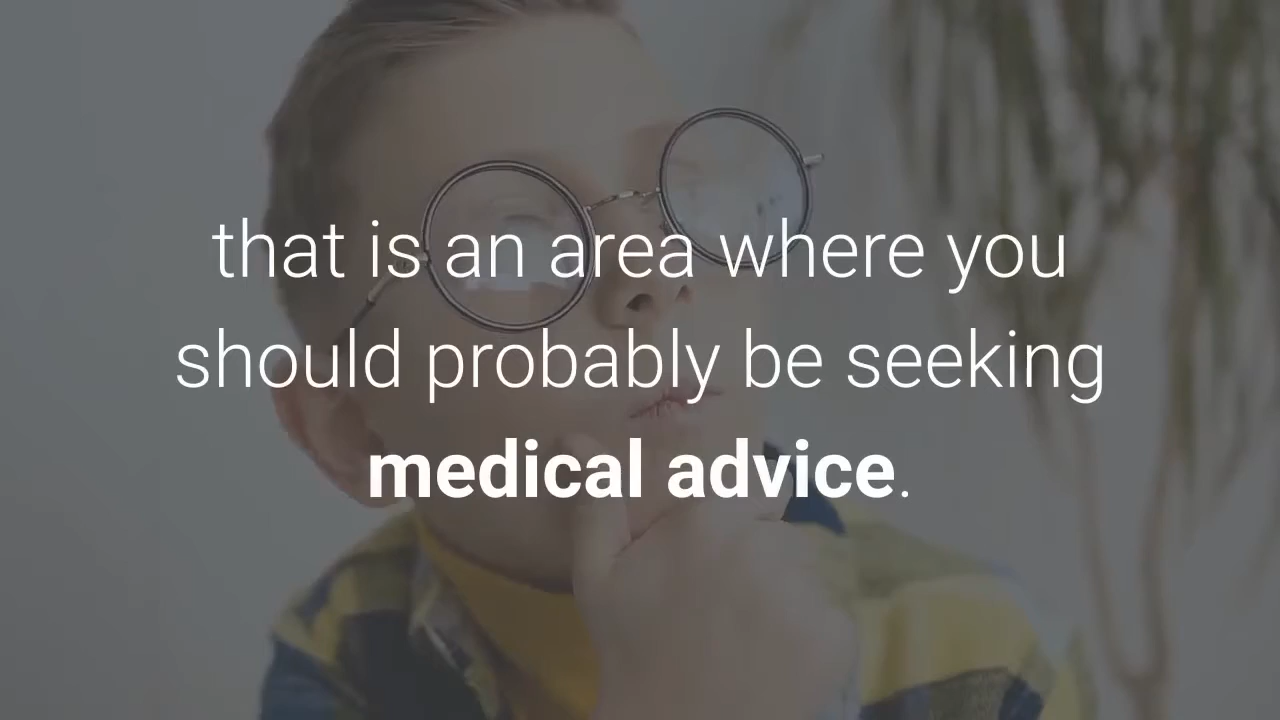 that is an area where you
should probably be seeking
medical advice.